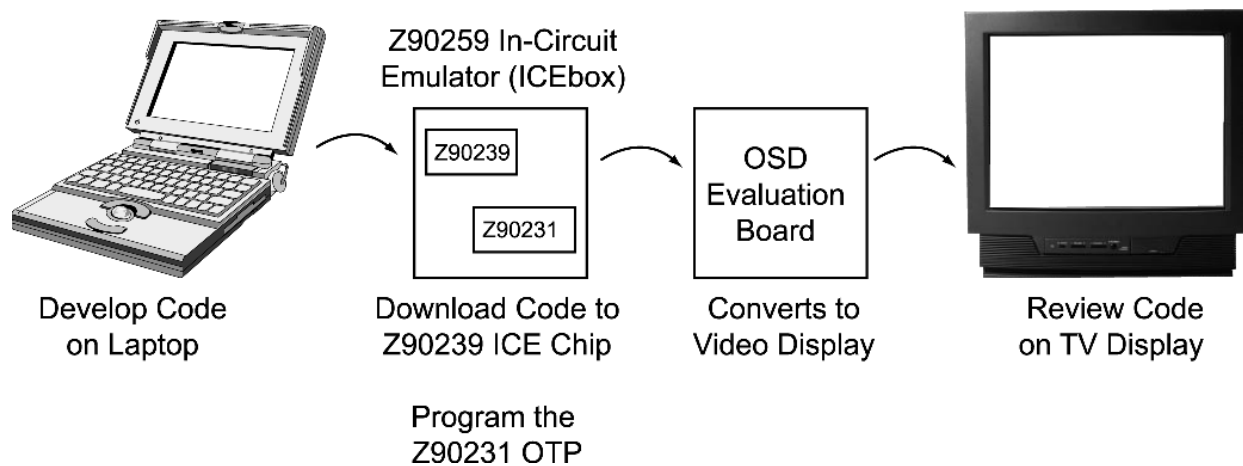 Z90259 In-Circuit
Emulator (ICEbox)
Z90239
Z90231
OSD
Evaluation
Board
Develop Code
on Laptop
Download Code to
Z90239 ICE Chip
Converts to
Video Display
Review Code
on TV Display
Program the
Z90231 OTP